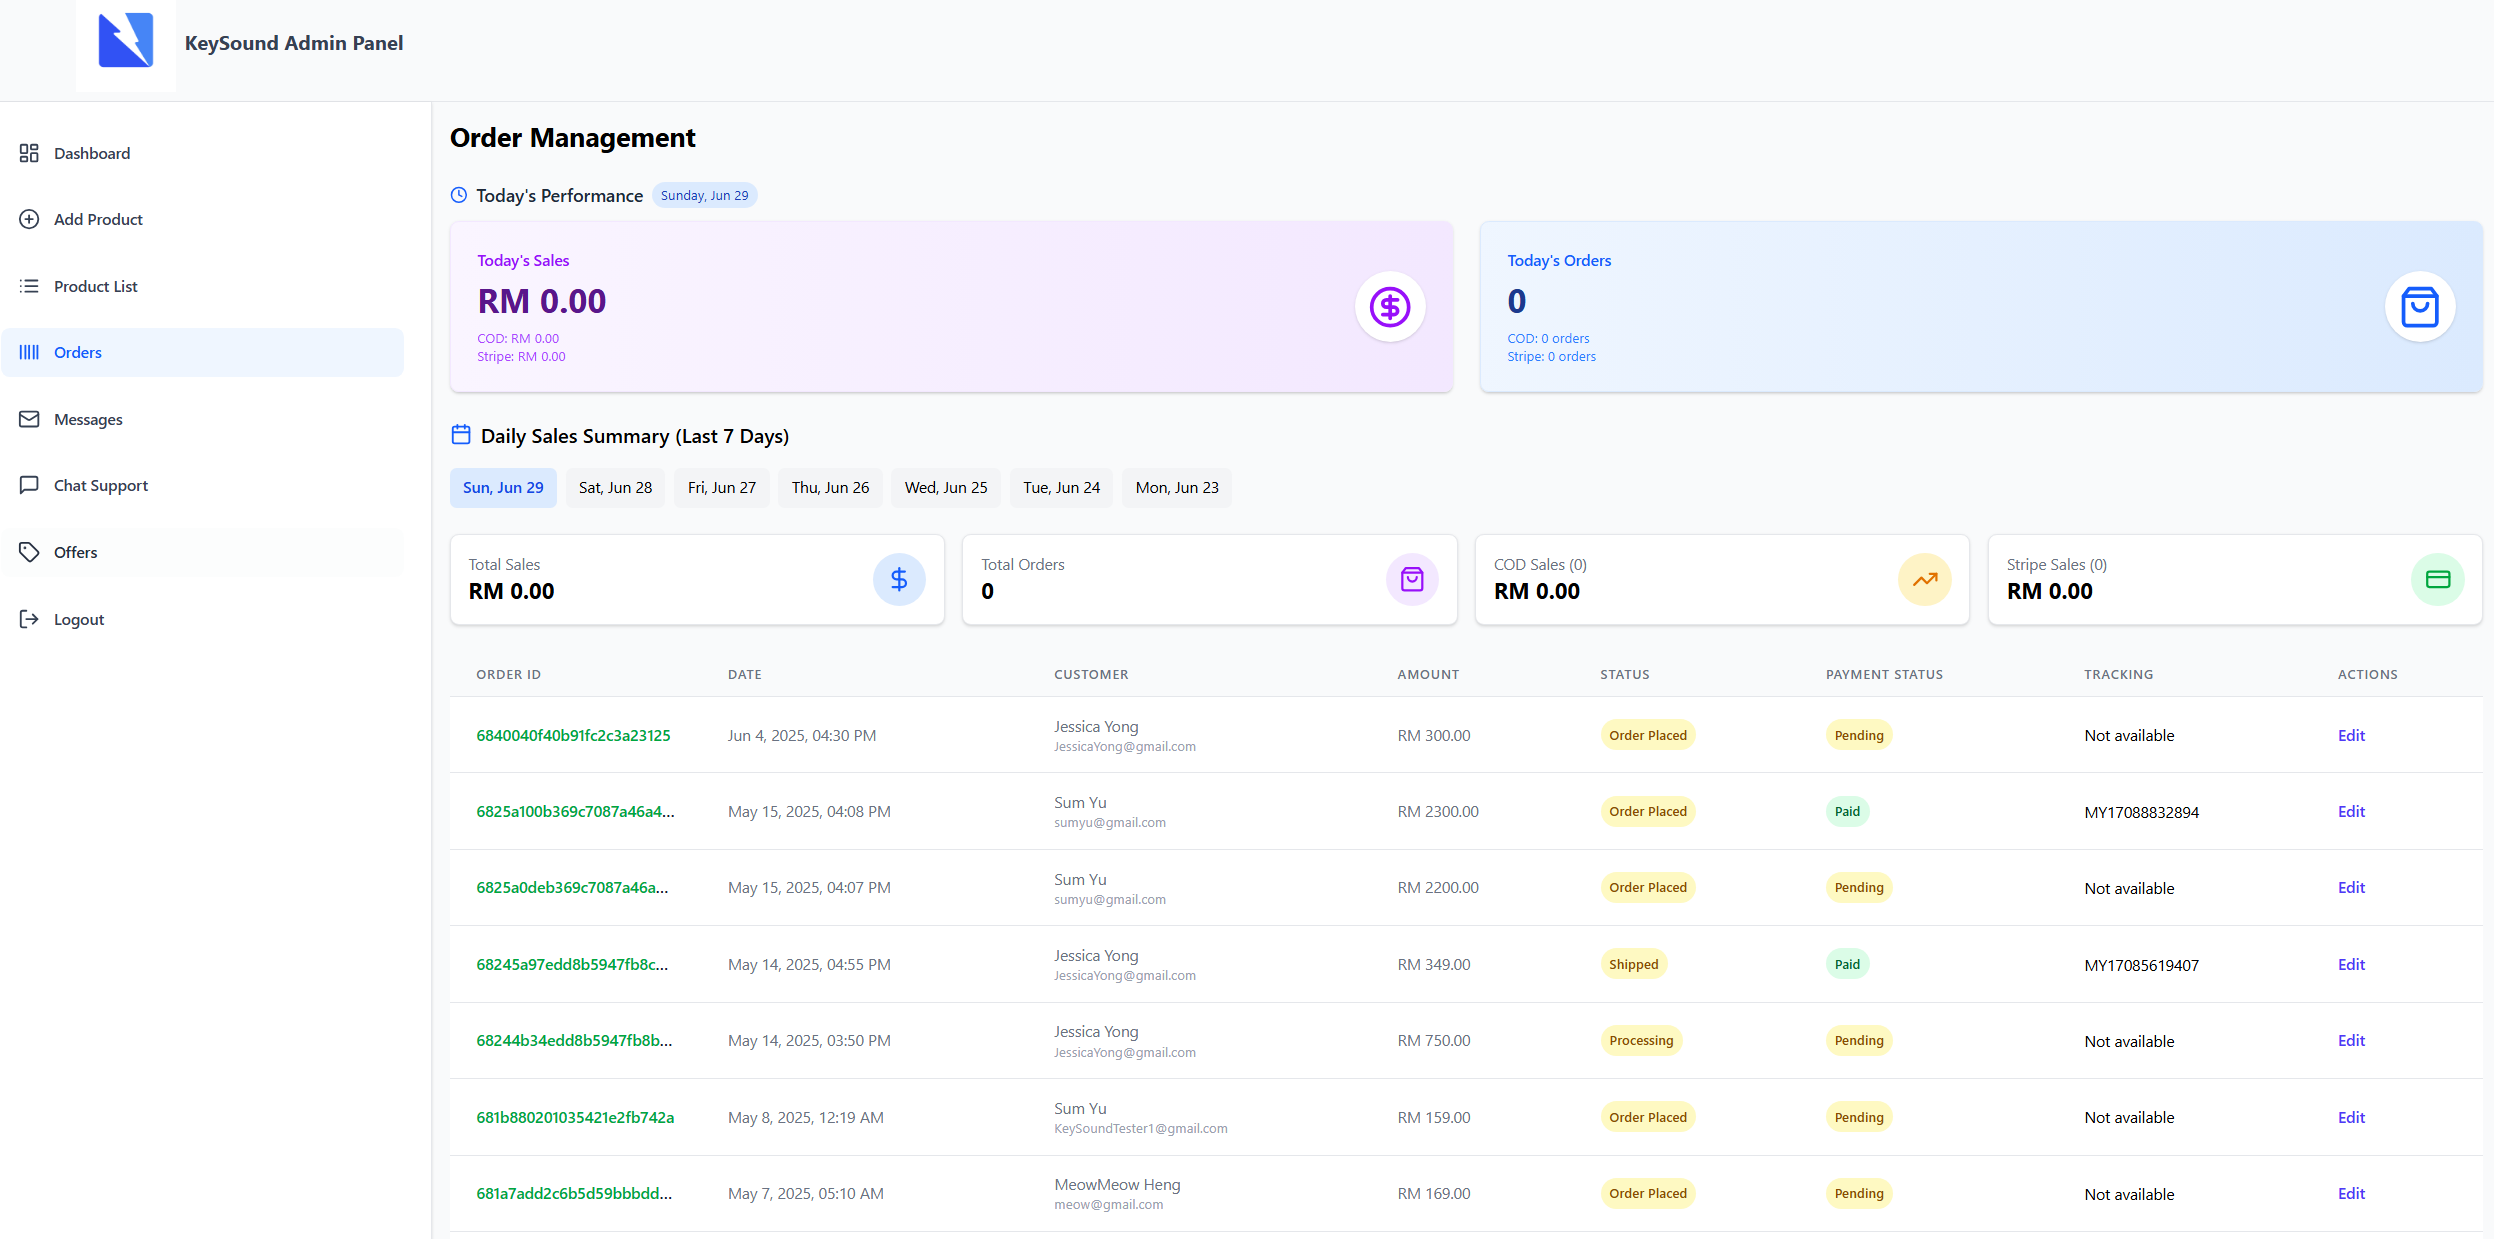 KeySound Admin Panel
Dashboard
Add Product
Product List
Orders
Messages
Chat Support
Offers
Logout
Order Management
Today's Performance Sunday, Jun 29
Today's Sales
RM 0.00
COD: RM 0.00
Stripe: RM 0.00
Today's Orders
0
COD: 0 orders
Stripe: 0 orders
Daily Sales Summary (Last 7 Days)
Sun, Jun 29 Sat, Jun 28 Fri, Jun 27 Thu, Jun 26 Wed, Jun 25 Tue, Jun 24 Mon, Jun 23
Total Sales
RM 0.00
Total Orders
0
COD Sales (0)
RM 0.00
Stripe Sales (0)
RM 0.00
ORDER ID DATE CUSTOMER AMOUNT STATUS PAYMENT STATUS TRACKING ACTIONS
6840040f40b91fc2c3a23125 Jun 4, 2025, 04:30 PM Jessica Yong RM 300.00 Order Placed Pending Not available Edit
JessicaYong@gmail.com
6825a100b369c7087a46a4... May 15, 2025, 04:08 PM Sum Yu RM 2300.00 Order Placed Paid MY17088832894 Edit
sumyu@gmail.com
6825a0deb369c7087a46a... May 15, 2025, 04:07 PM Sum Yu RM 2200.00 Order Placed Pending Not available Edit
sumyu@gmail.com
68245a97edd8b5947fb8c... May 14, 2025, 04:55 PM Jessica Yong RM 349.00 Shipped Paid MY17085619407 Edit
JessicaYong@gmail.com
68244b34edd8b5947fb8b... May 14, 2025, 03:50 PM Jessica Yong RM 750.00 Processing Pending Not available Edit
JessicaYong@gmail.com
681b880201035421e2fb742a May 8, 2025, 12:19 AM Sum Yu RM 159.00 Order Placed Pending Not available Edit
KeySoundTester1@gmail.com
681a7add2c6b5d59bbbdd... May 7, 2025, 05:10 AM MeowMeow Heng RM 169.00 Order Placed Pending Not available Edit
meow@gmail.com